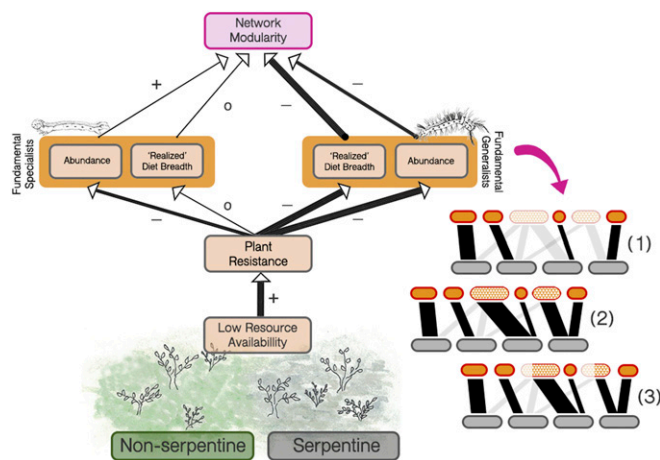 Network
Modularity
+
o
–
–
Fundamental
Specialists
Abundance
'Realized'
Diet Breadth
'Realized'
Diet Breadth
Abundance
Fundamental
Generalists
–
o
–
–
Plant
Resistance
+
Low Resource
Availabillity
Non-serpentine
Serpentine
(1)
(2)
(3)